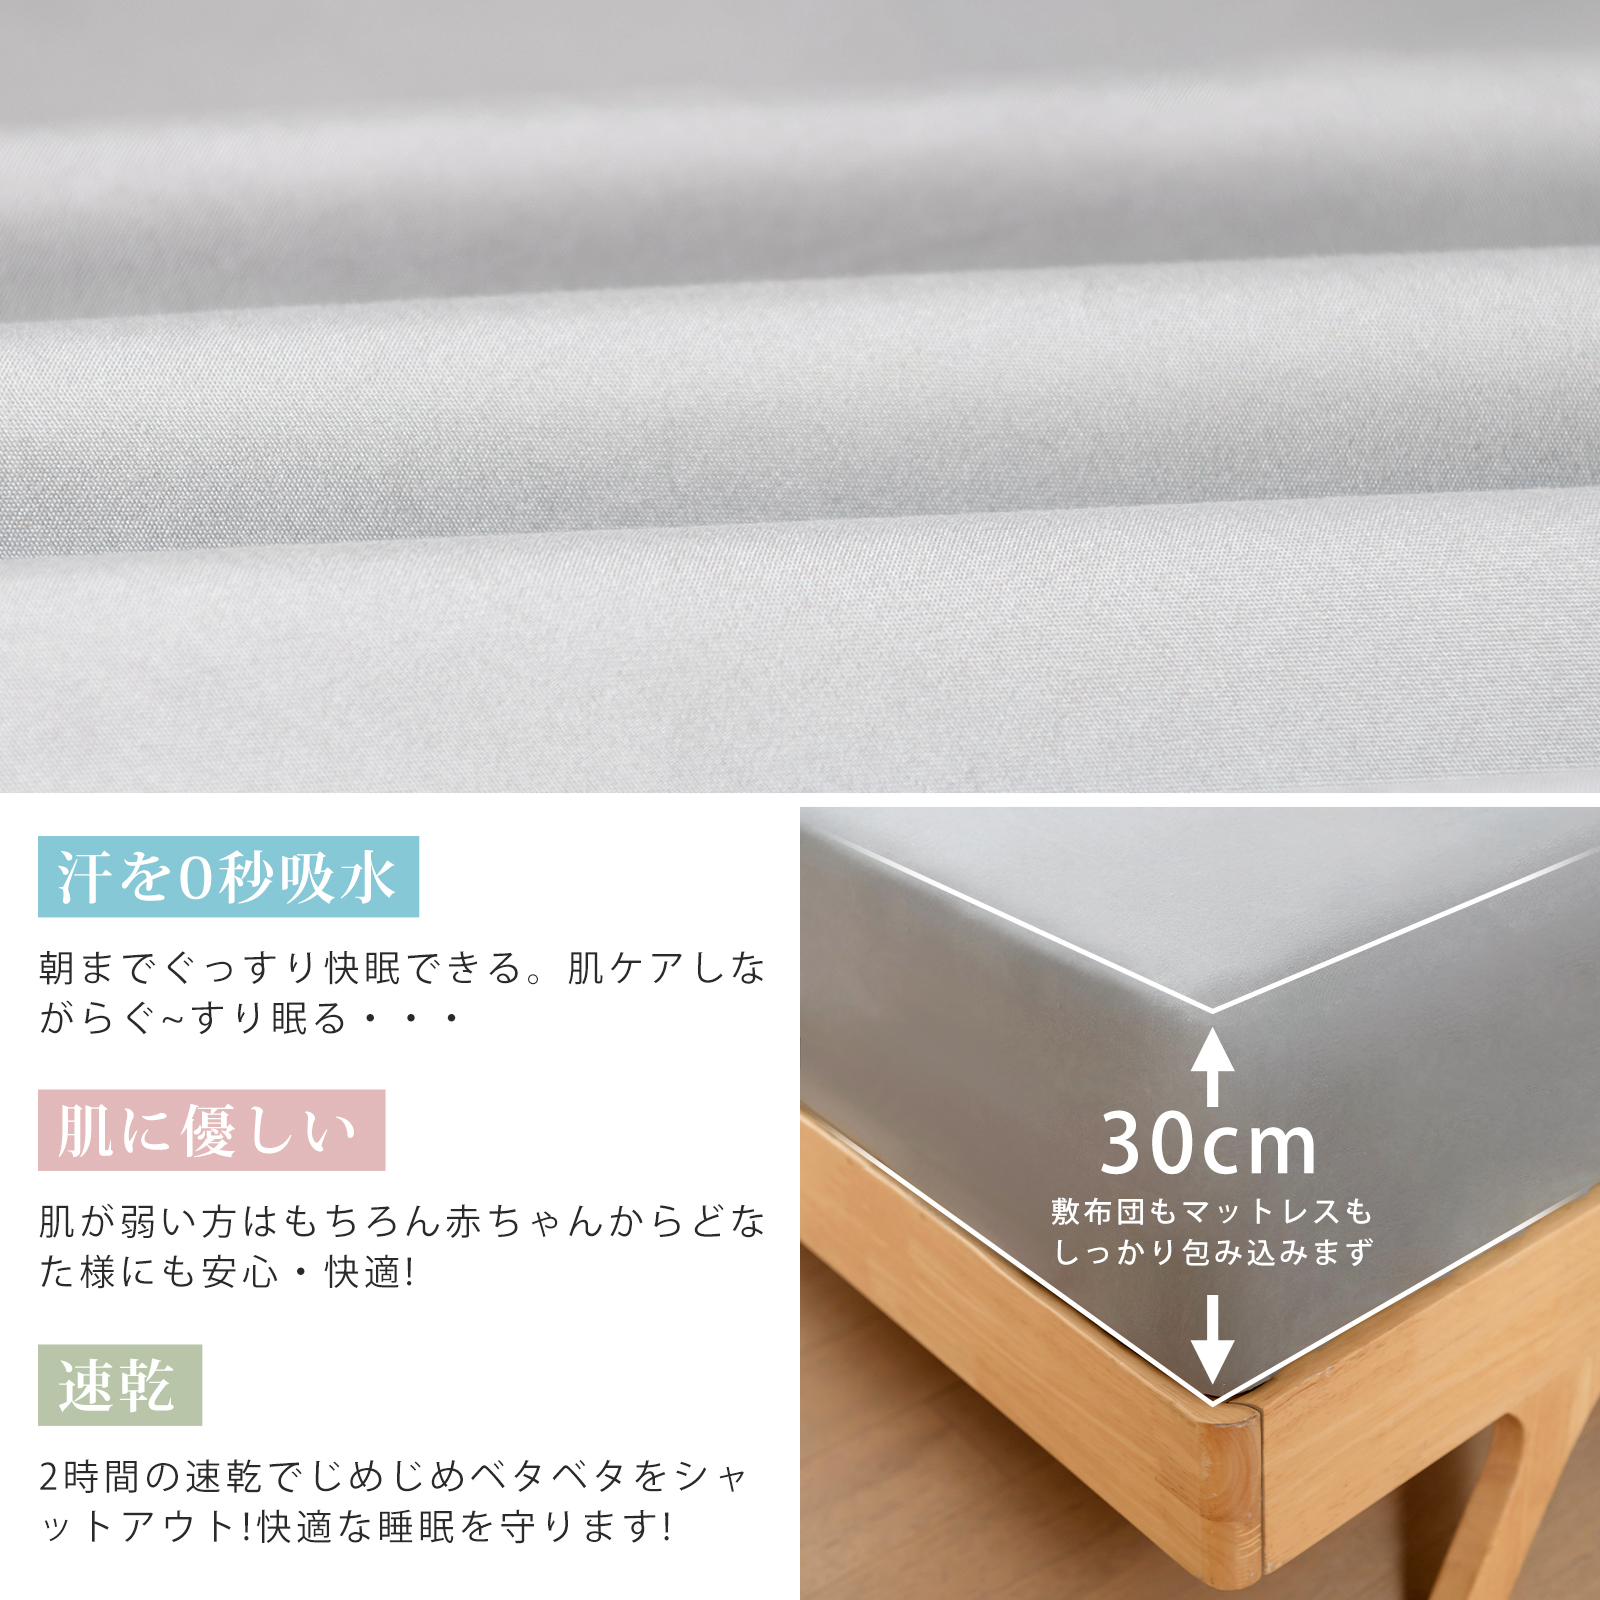 汗を0秒吸水
朝までぐっすり快眠できる。肌ケアしな
がらぐ~すり眠る・・・
肌に優しい
肌が弱い方はもちろん赤ちゃんからどな
た様にも安心・快適!
速乾
2時間の速乾でじめじめベタベタをシャ
ットアウト!快適な睡眠を守ります!
30cm
敷布団もマットレスも
しっかり包み込みまず